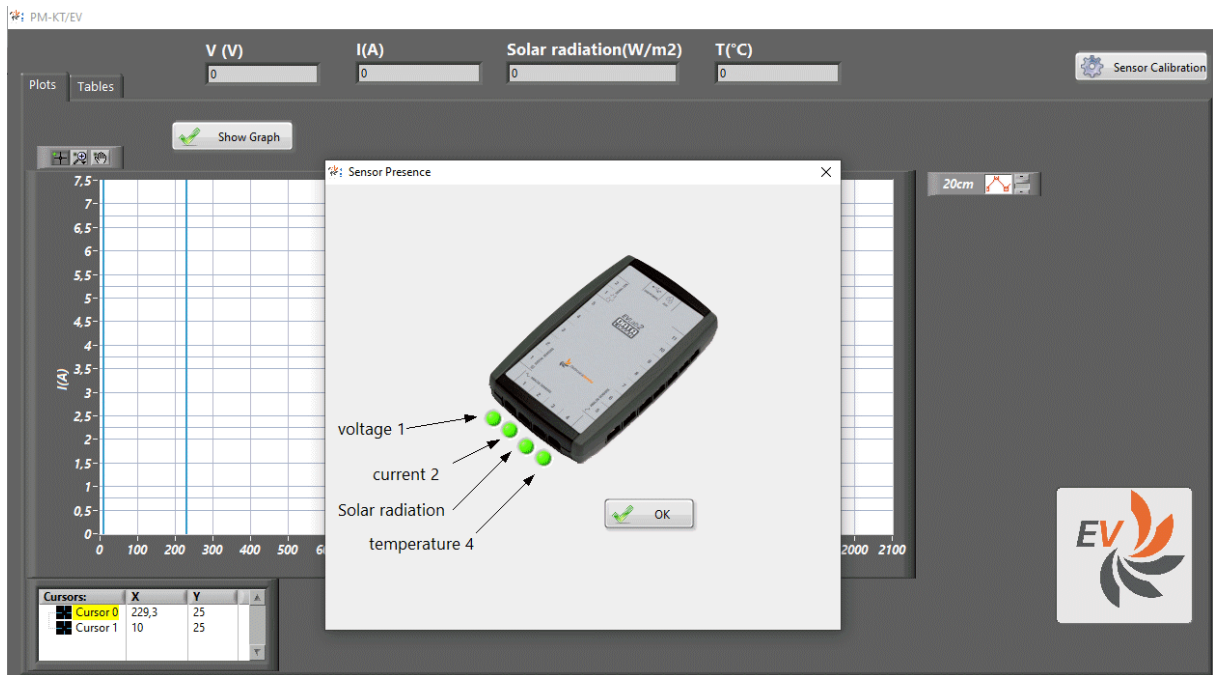 PM-KT/EV
V (V) I(A) Solar radiation(W/m2) T(°C)
0 0 0 0
Sensor Calibration
Plots Tables
Show Graph
Sensor Presence
20cm
7,5
7
6,5
6
5,5
5
4,5
4
3,5
3
2,5
2
1,5
1
0,5
0
I(A)
0 100 200 300 400 500
2000 2100
voltage 1
current 2
Solar radiation
temperature 4
OK
EV
Cursors: X Y
Cursor 0 229,3 25
Cursor 1 10 25